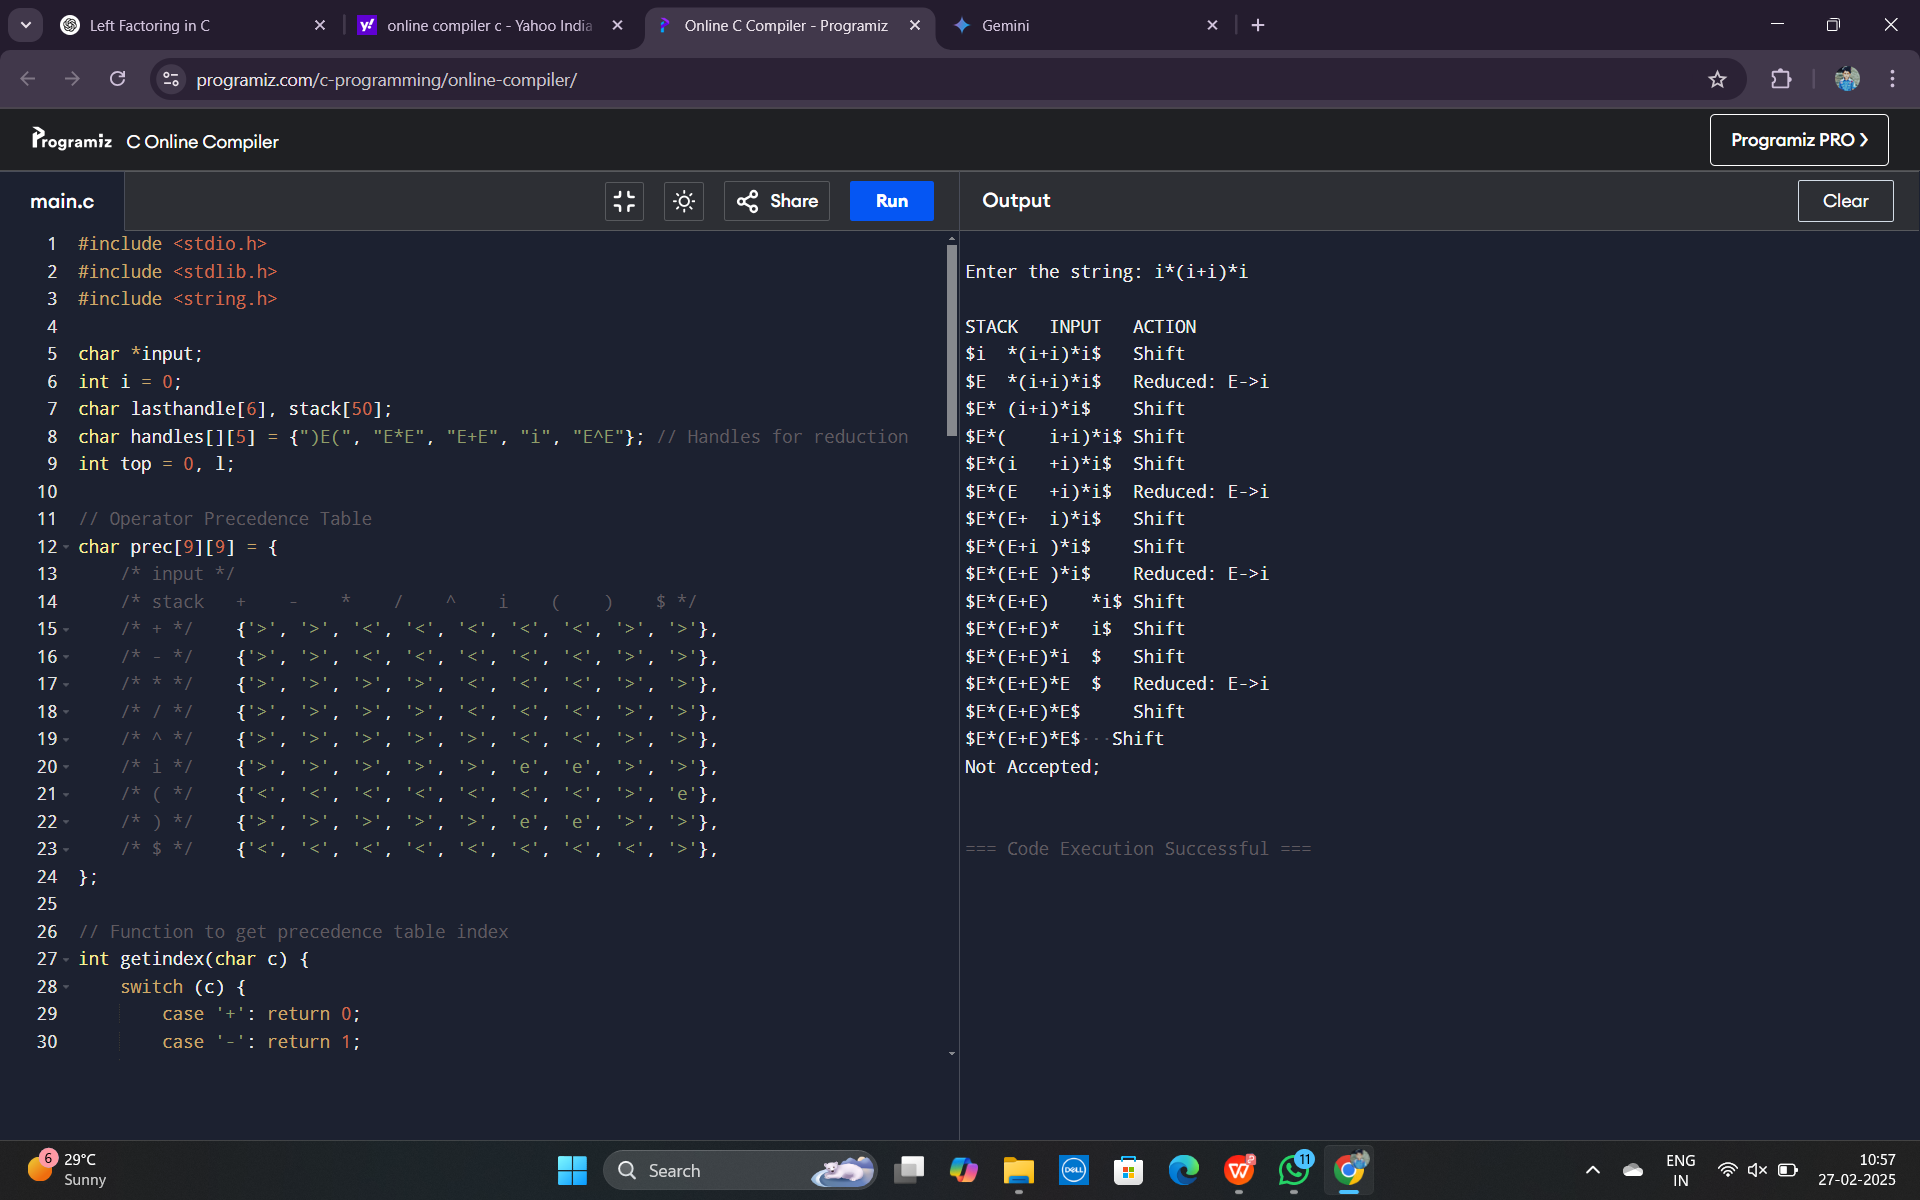 Left Factoring in C
online compiler c - Yahoo India
Online C Compiler - Programiz
Gemini
programiz.com/c-programming/online-compiler/
Programiz C Online Compiler
Programiz PRO
main.c
Share
Run
Output
Clear
1 #include <stdio.h>
2 #include <stdlib.h>
3 #include <string.h>
4
5 char *input;
6 int i = 0;
7 char lasthandle[6], stack[50];
8 char handles[][5] = {")E(", "E*E", "E+E", "i", "E^E"}; // Handles for reduction
9 int top = 0, l;
10
11 // Operator Precedence Table
12 char prec[9][9] = {
13 /* input */
14 /* stack + - * / ^ i ( ) $ */
15 /* + */ {'>', '>', '<', '<', '<', '<', '<', '>', '>'},
16 /* - */ {'>', '>', '<', '<', '<', '<', '<', '>', '>'},
17 /* * */ {'>', '>', '>', '>', '<', '<', '<', '>', '>'},
18 /* / */ {'>', '>', '>', '>', '<', '<', '<', '>', '>'},
19 /* ^ */ {'>', '>', '>', '>', '<', '<', '<', '>', '>'},
20 /* i */ {'>', '>', '>', '>', '>', 'e', 'e', '>', '>'},
21 /* ( */ {'<', '<', '<', '<', '<', '<', '<', '>', 'e'},
22 /* ) */ {'>', '>', '>', '>', '>', 'e', 'e', '>', '>'},
23 /* $ */ {'<', '<', '<', '<', '<', '<', '<', '<', '>'},
24 };
25
26 // Function to get precedence table index
27 int getindex(char c) {
28 switch (c) {
29 case '+': return 0;
30 case '-': return 1;
Enter the string: i*(i+i)*i
STACK INPUT ACTION
$i *(i+i)*i$ Shift
$E *(i+i)*i$ Reduced: E->i
$E* (i+i)*i$ Shift
$E*( i+i)*i$ Shift
$E*(i +i)*i$ Shift
$E*(E +i)*i$ Reduced: E->i
$E*(E+ i)*i$ Shift
$E*(E+i )*i$ Shift
$E*(E+E )*i$ Reduced: E->i
$E*(E+E) *i$ Shift
$E*(E+E)* i$ Shift
$E*(E+E)*i $ Shift
$E*(E+E)*E $ Reduced: E->i
$E*(E+E)*E$ Shift
$E*(E+E)*E$ Shift
Not Accepted;
=== Code Execution Successful ===
6
29°C
Sunny
Search
DELL
11
ENG
IN
10:57
27-02-2025